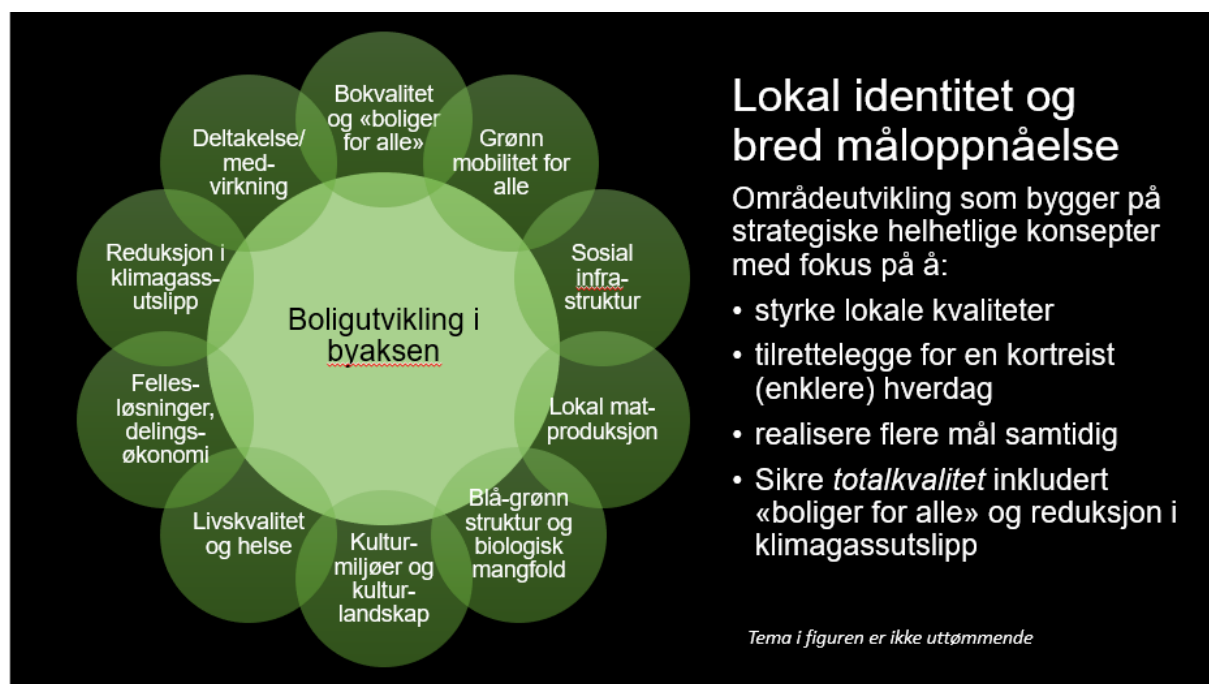 Bokvalitet
og «boliger
for alle»
Grønn
mobilitet for
alle
Sosial
infra-
struktur
Lokal mat-
produksjon
Blå-grønn
struktur og
biologisk
mangfold
Kultur-
miljøer og
kultur-
landskap
Livskvalitet
og helse
Felles-
løsninger,
delings-
økonomi
Reduksjon i
klimagass-
utslipp
Deltakelse/
med-
virkning
Boligutvikling i
byaksen
Lokal identitet og
bred måloppnåelse
Områdeutvikling som bygger på
strategiske helhetlige konsepter
med fokus på å:
• styrke lokale kvaliteter
• tilrettelegge for en kortreist
(enklere) hverdag
• realisere flere mål samtidig
• Sikre totalkvalitet inkludert
«boliger for alle» og reduksjon i
klimagassutslipp
Tema i figuren er ikke uttømmende